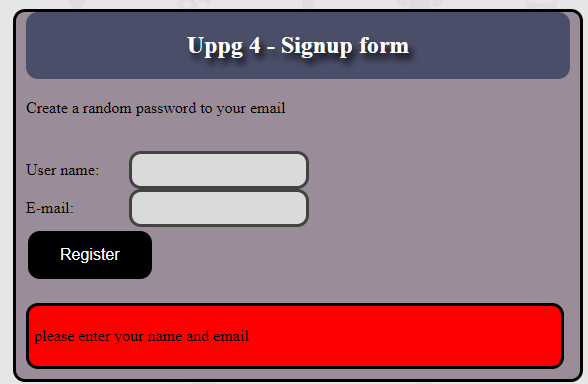 Uppg 4 - Signup form
Create a random password to your email
User name:
E-mail:
Register
please enter your name and email